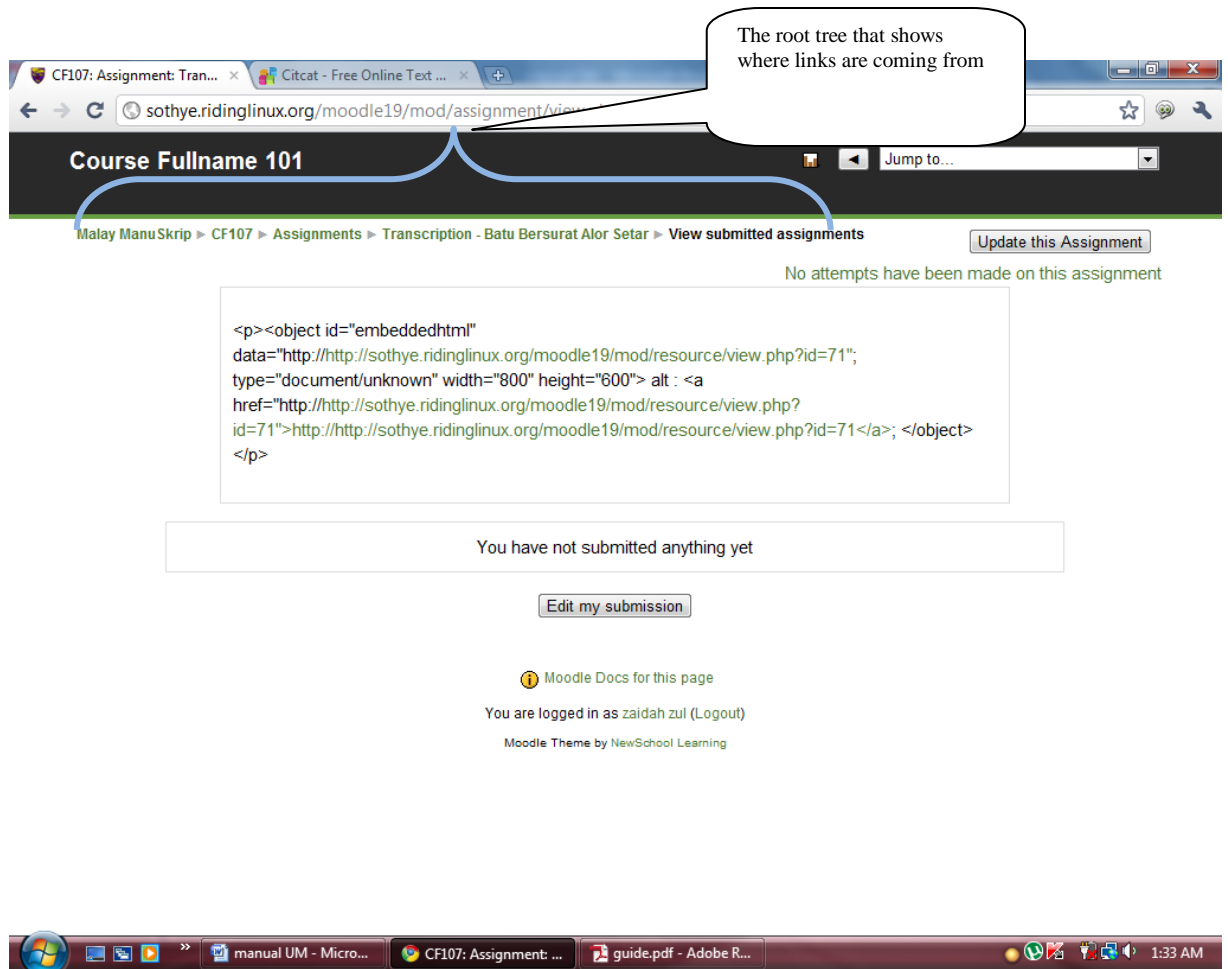 The root tree that shows
where links are coming from
CF107: Assignment: Tran...
Citcat - Free Online Text ...
sothye.ridinglinux.org/moodle19/mod/assignment/view
Course Fullname 101
Jump to...
Malay ManuSkrip ► CF107 ► Assignments ► Transcription - Batu Bersurat Alor Setar ► View submitted assignments
Update this Assignment
No attempts have been made on this assignment
<p><object id="embeddedhtml"
data="http://http://sothye.ridinglinux.org/moodle19/mod/resource/view.php?id=71";
type="document/unknown" width="800" height="600"> alt : <a
href="http://http://sothye.ridinglinux.org/moodle19/mod/resource/view.php?
id=71">http://http://sothye.ridinglinux.org/moodle19/mod/resource/view.php?id=71</a>; </object>
</p>
You have not submitted anything yet
Edit my submission
Moodle Docs for this page
You are logged in as zaidah zul (Logout)
Moodle Theme by NewSchool Learning
manual UM - Micro...
CF107: Assignment: ...
guide.pdf - Adobe R...
1:33 AM